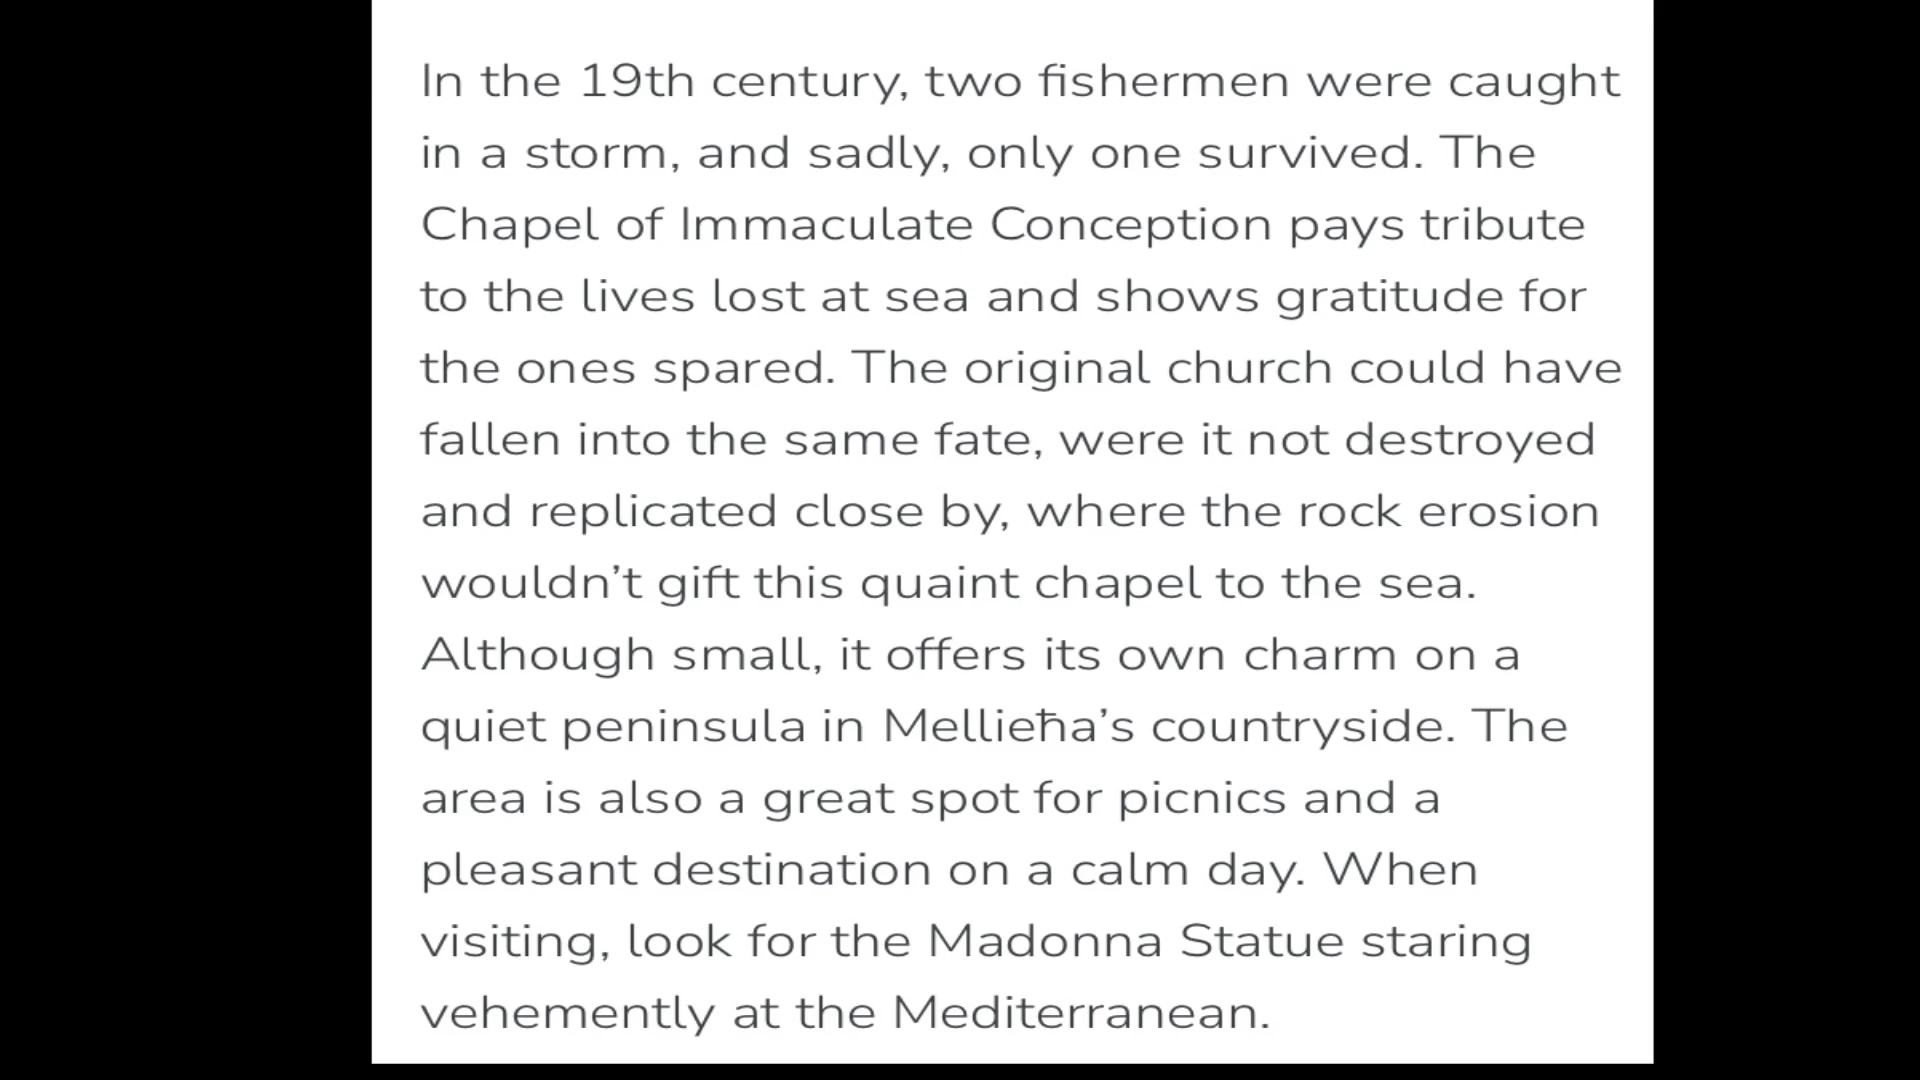 In the 19th century, two fishermen were caught
in a storm, and sadly, only one survived. The
Chapel of Immaculate Conception pays tribute
to the lives lost at sea and shows gratitude for
the ones spared. The original church could have
fallen into the same fate, were it not destroyed
and replicated close by, where the rock erosion
wouldn’t gift this quaint chapel to the sea.
Although small, it offers its own charm on a
quiet peninsula in Mellieħa’s countryside. The
area is also a great spot for picnics and a
pleasant destination on a calm day. When
visiting, look for the Madonna Statue staring
vehemently at the Mediterranean.